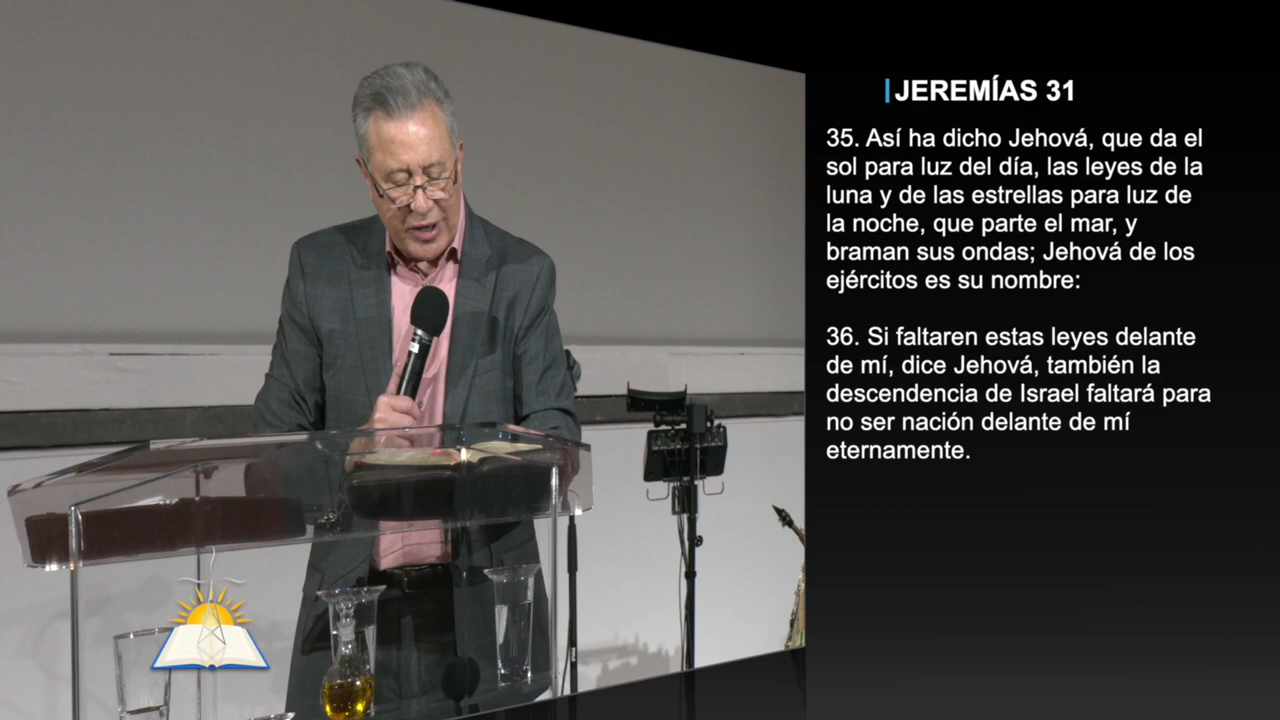 JEREMÍAS 31
35. Así ha dicho Jehová, que da el
sol para luz del día, las leyes de la
luna y de las estrellas para luz de
la noche, que parte el mar, y
braman sus ondas; Jehová de los
ejércitos es su nombre:
36. Si faltaren estas leyes delante
de mí, dice Jehová, también la
descendencia de Israel faltará para
no ser nación delante de mí
eternamente.